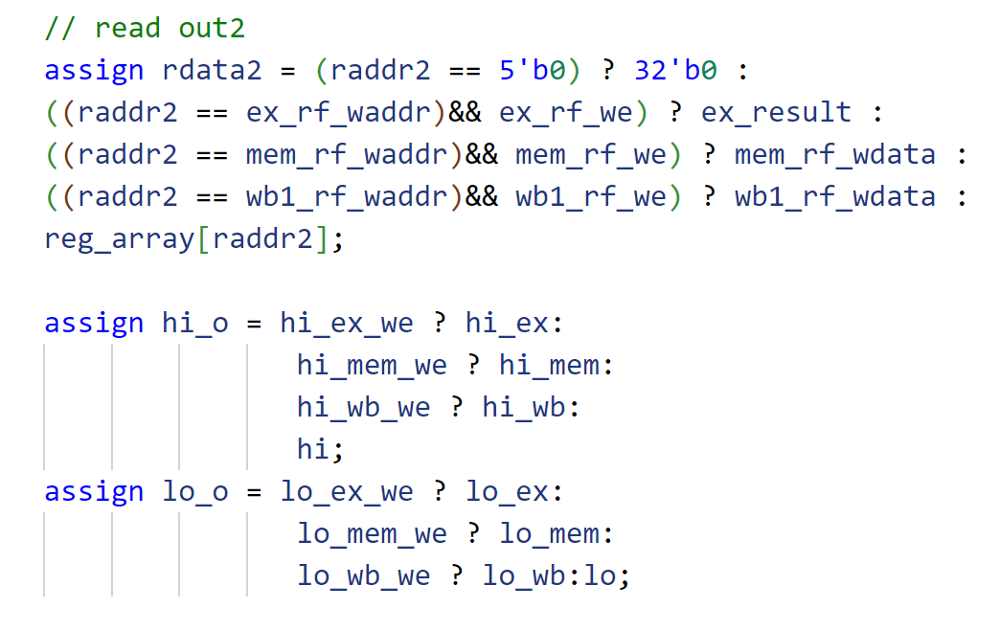 // read out2
assign rdata2 = (raddr2 == 5'b0) ? 32'b0 :
((raddr2 == ex_rf_waddr)&& ex_rf_we) ? ex_result :
((raddr2 == mem_rf_waddr)&& mem_rf_we) ? mem_rf_wdata :
((raddr2 == wb1_rf_waddr)&& wb1_rf_we) ? wb1_rf_wdata :
reg_array[raddr2];
assign hi_o = hi_ex_we ? hi_ex:
hi_mem_we ? hi_mem:
hi_wb_we ? hi_wb:
hi;
assign lo_o = lo_ex_we ? lo_ex:
lo_mem_we ? lo_mem:
lo_wb_we ? lo_wb:lo;